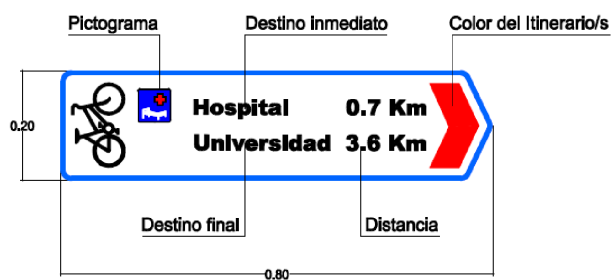 Pictograma
Destino inmediato
Color del Itinerario/s
0.20
Hospital 0.7 Km
Universidad 3.6 Km
Destino final
Distancia
0.80